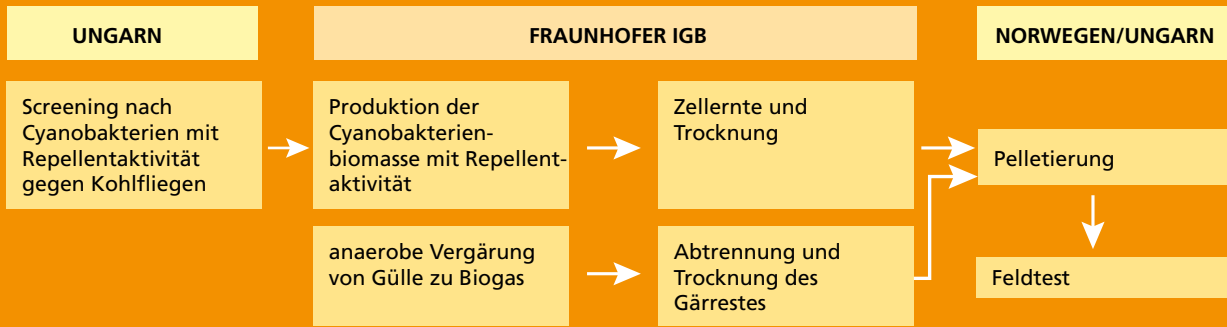 UNGARN
FRAUNHOFER IGB
NORWEGEN/UNGARN
Screening nach
Cyanobakterien mit
Repellentaktivität
gegen Kohlfliegen
Produktion der
Cyanobakterien-
biomasse mit Repellent-
aktivität
Zellernte und
Trocknung
Pelletierung
anaerobe Vergärung
von Gülle zu Biogas
Abtrennung und
Trocknung des
Gärrestes
Feldtest